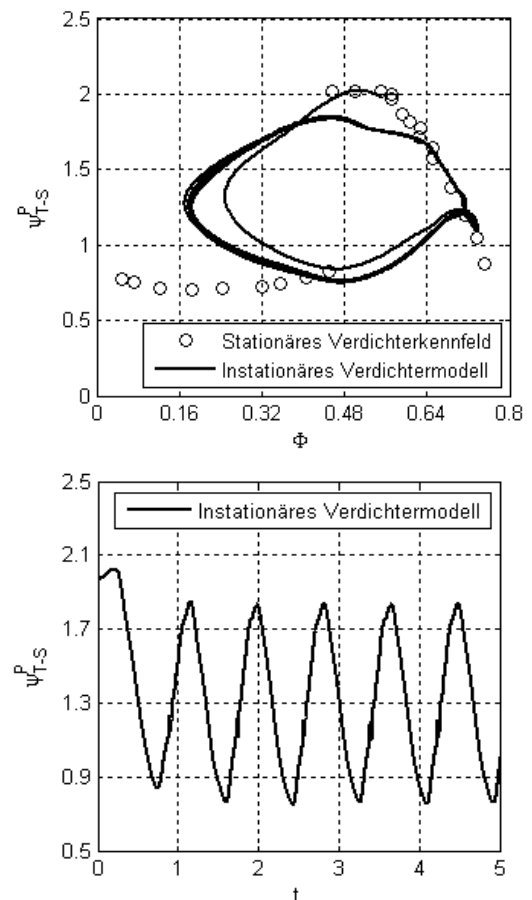 2.5
2
1.5
1
0.5
0
ψᴾT-S
Stationäres Verdichterkennfeld
Instationäres Verdichtermodell
0 0.16 0.32 0.48 0.64 0.8
Φ
2.5
2.1
1.7
1.3
0.9
0.5
ψᴾT-S
Instationäres Verdichtermodell
0 1 2 3 4 5
t